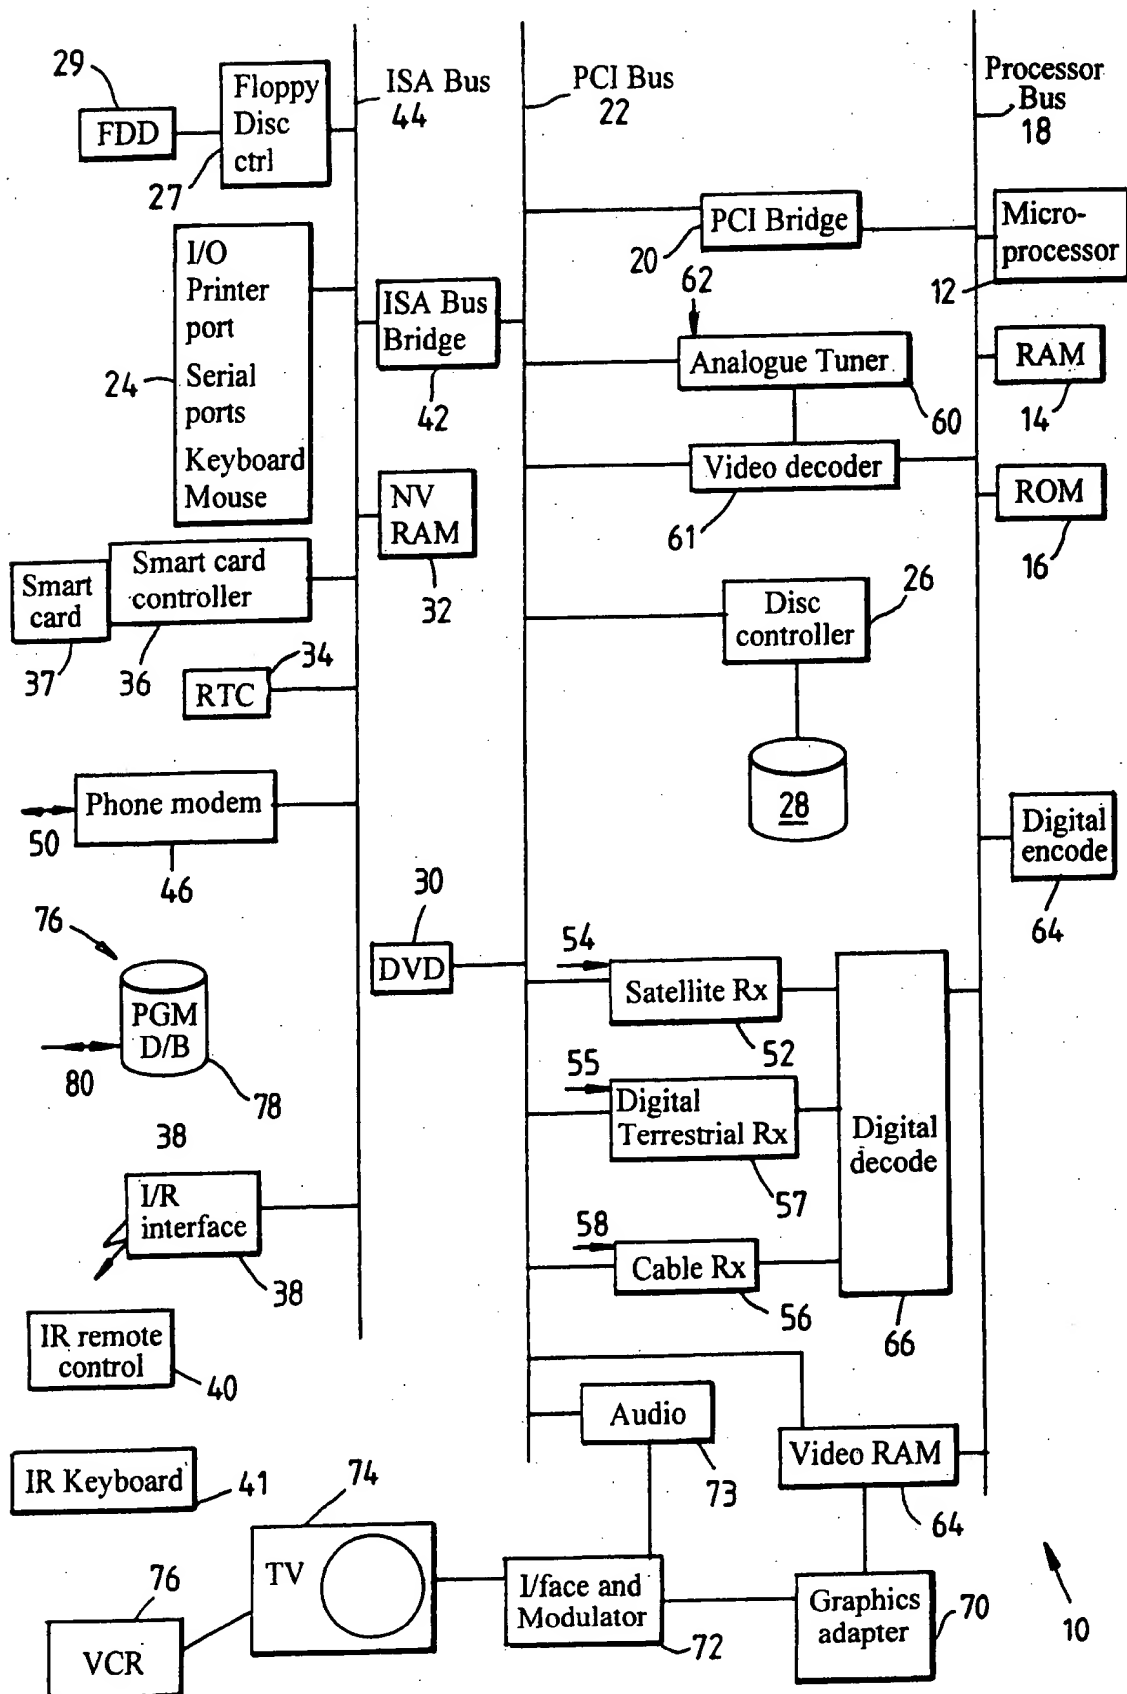 29
FDD
Floppy
Disc
ctrl
27
ISA Bus
44
PCI Bus
22
Processor
Bus
18
I/O
Printer
port
Serial
ports
Keyboard
Mouse
24
ISA Bus
Bridge
42
PCI Bridge
20
Micro-
processor
12
62
Analogue Tuner
60
RAM
14
Video decoder
61
ROM
16
NV
RAM
32
Smart card
controller
36
Smart
card
37
34
RTC
Disc
controller
26
28
Phone modem
50
46
Digital
encode
64
76
PGM
D/B
80
78
30
DVD
54
Satellite Rx
52
55
Digital
Terrestrial Rx
57
58
Cable Rx
56
Digital
decode
66
38
I/R
interface
38
IR remote
control
40
IR Keyboard
41
Audio
73
Video RAM
64
74
TV
76
VCR
I/face and
Modulator
72
Graphics
adapter
70
10